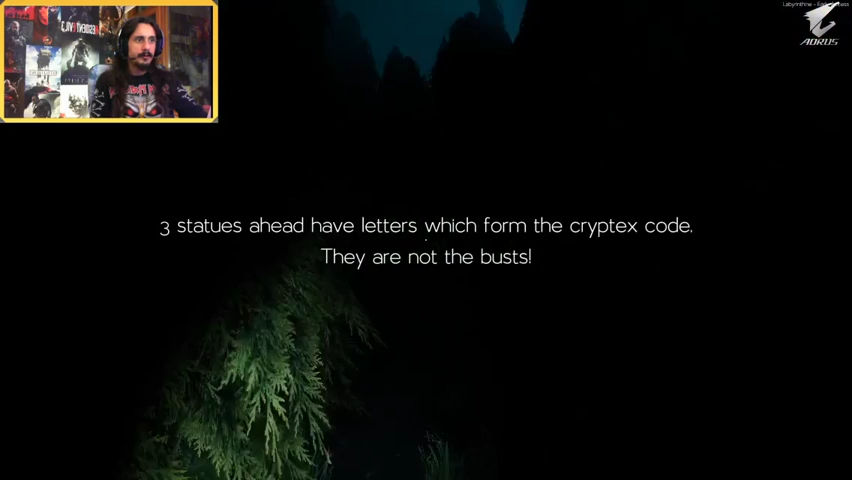 AORUS
3 statues ahead have letters which form the cryptex code.
They are not the busts!